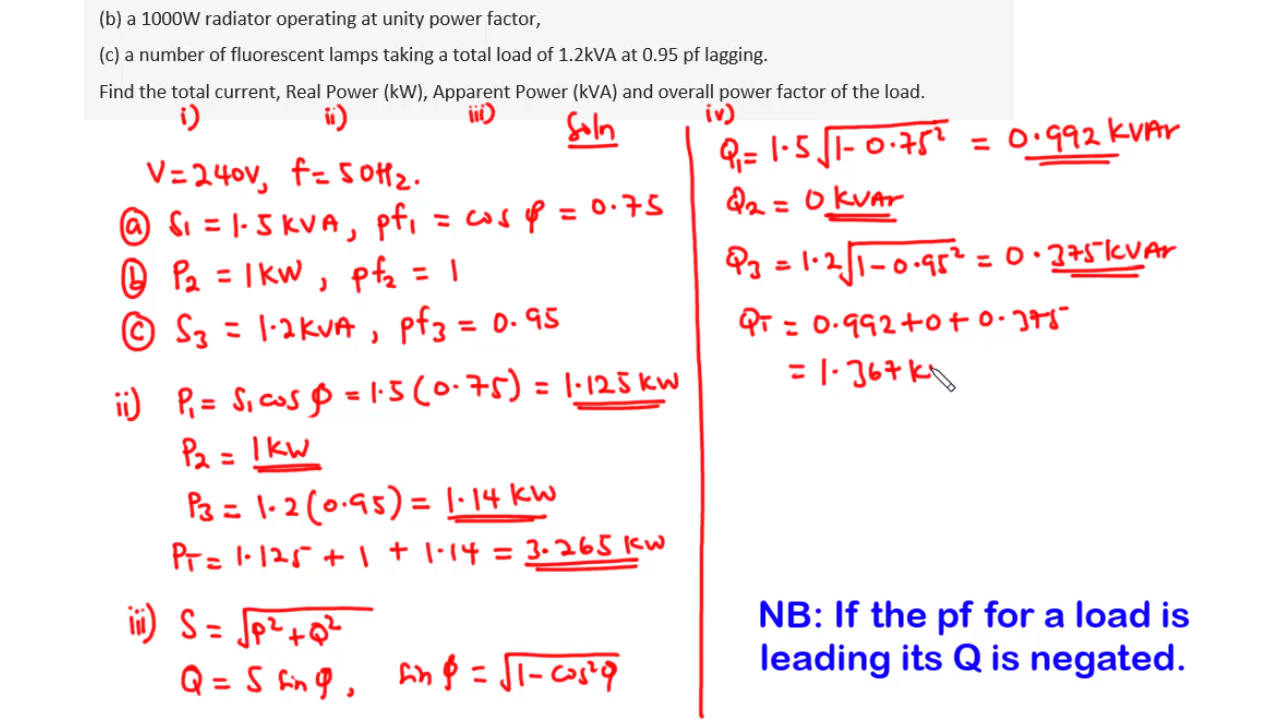 (b) a 1000W radiator operating at unity power factor,
(c) a number of fluorescent lamps taking a total load of 1.2kVA at 0.95 pf lagging.
Find the total current, Real Power (kW), Apparent Power (kVA) and overall power factor of the load.
i) ii) iii) iv)
Soln
V=240V, f=50Hz.
(a) S1 = 1.5KVA, pf1 = cos φ = 0.75
(b) P2 = 1KW, pf2 = 1
(c) S3 = 1.2KVA, pf3 = 0.95
ii) P1 = S1 cos φ = 1.5(0.75) = 1.125 KW
P2 = 1KW
P3 = 1.2(0.95) = 1.14 KW
PT = 1.125 + 1 + 1.14 = 3.265 KW
iii) S = √P²+Q²
Q = S sin φ, sin φ = √1-cos²φ
Q1 = 1.5√1-0.75² = 0.992 KVAr
Q2 = 0 KVAr
Q3 = 1.2√1-0.95² = 0.375 KVAr
QT = 0.992+0+0.375
= 1.367 K
NB: If the pf for a load is
leading its Q is negated.